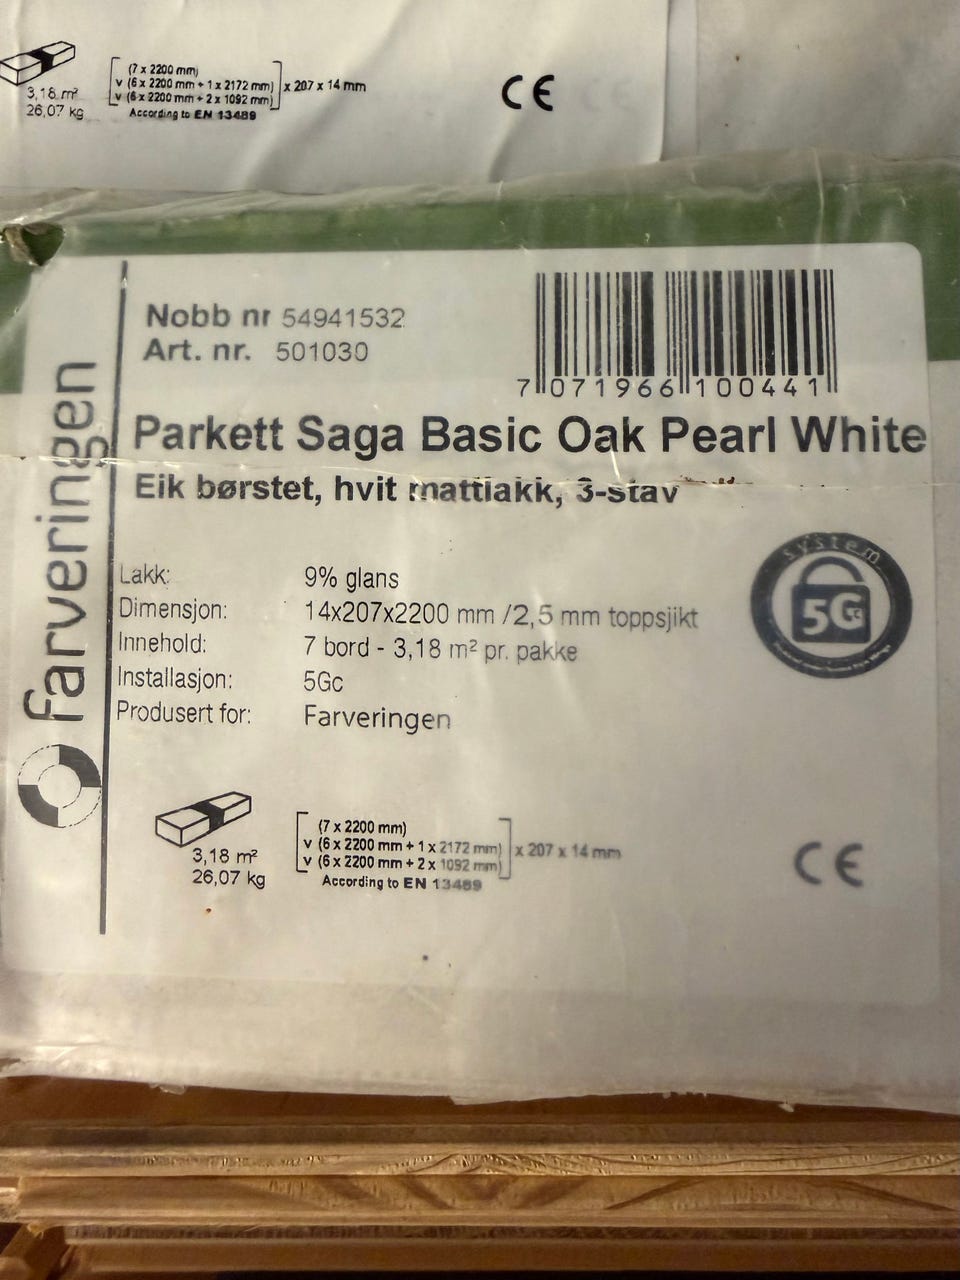 (7 x 2200 mm)
v (6 x 2200 mm + 1 x 2172 mm) x 207 x 14 mm
v (6 x 2200 mm + 2 x 1092 mm)
According to EN 13489
3,18 m²
26,07 kg
CE
farveringen
Nobb nr 54941532
Art. nr. 501030
7 071966 100441
Parkett Saga Basic Oak Pearl White
Eik børstet, hvit mattlakk, 3-stav
system
5Gc
Lakk: 9% glans
Dimensjon: 14x207x2200 mm /2,5 mm toppsjikt
Innehold: 7 bord - 3,18 m² pr. pakke
Installasjon: 5Gc
Produsert for: Farveringen
3,18 m²
26,07 kg
(7 x 2200 mm)
v (6 x 2200 mm + 1 x 2172 mm) x 207 x 14 mm
v (6 x 2200 mm + 2 x 1092 mm)
According to EN 13489
CE